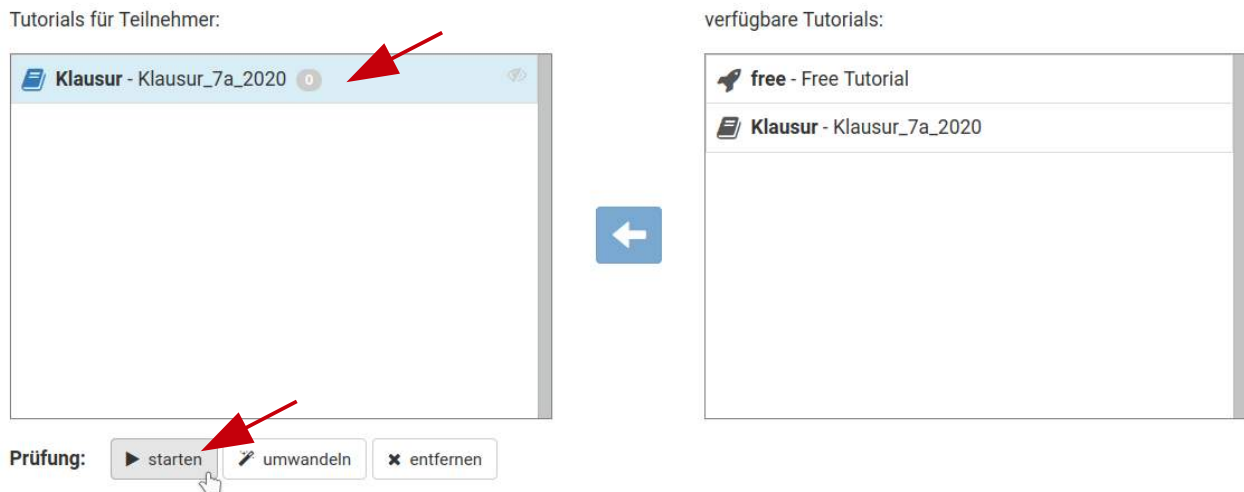 Tutorials für Teilnehmer:
Klausur - Klausur_7a_2020 0
verfügbare Tutorials:
free - Free Tutorial
Klausur - Klausur_7a_2020
Prüfung: starten umwandeln entfernen